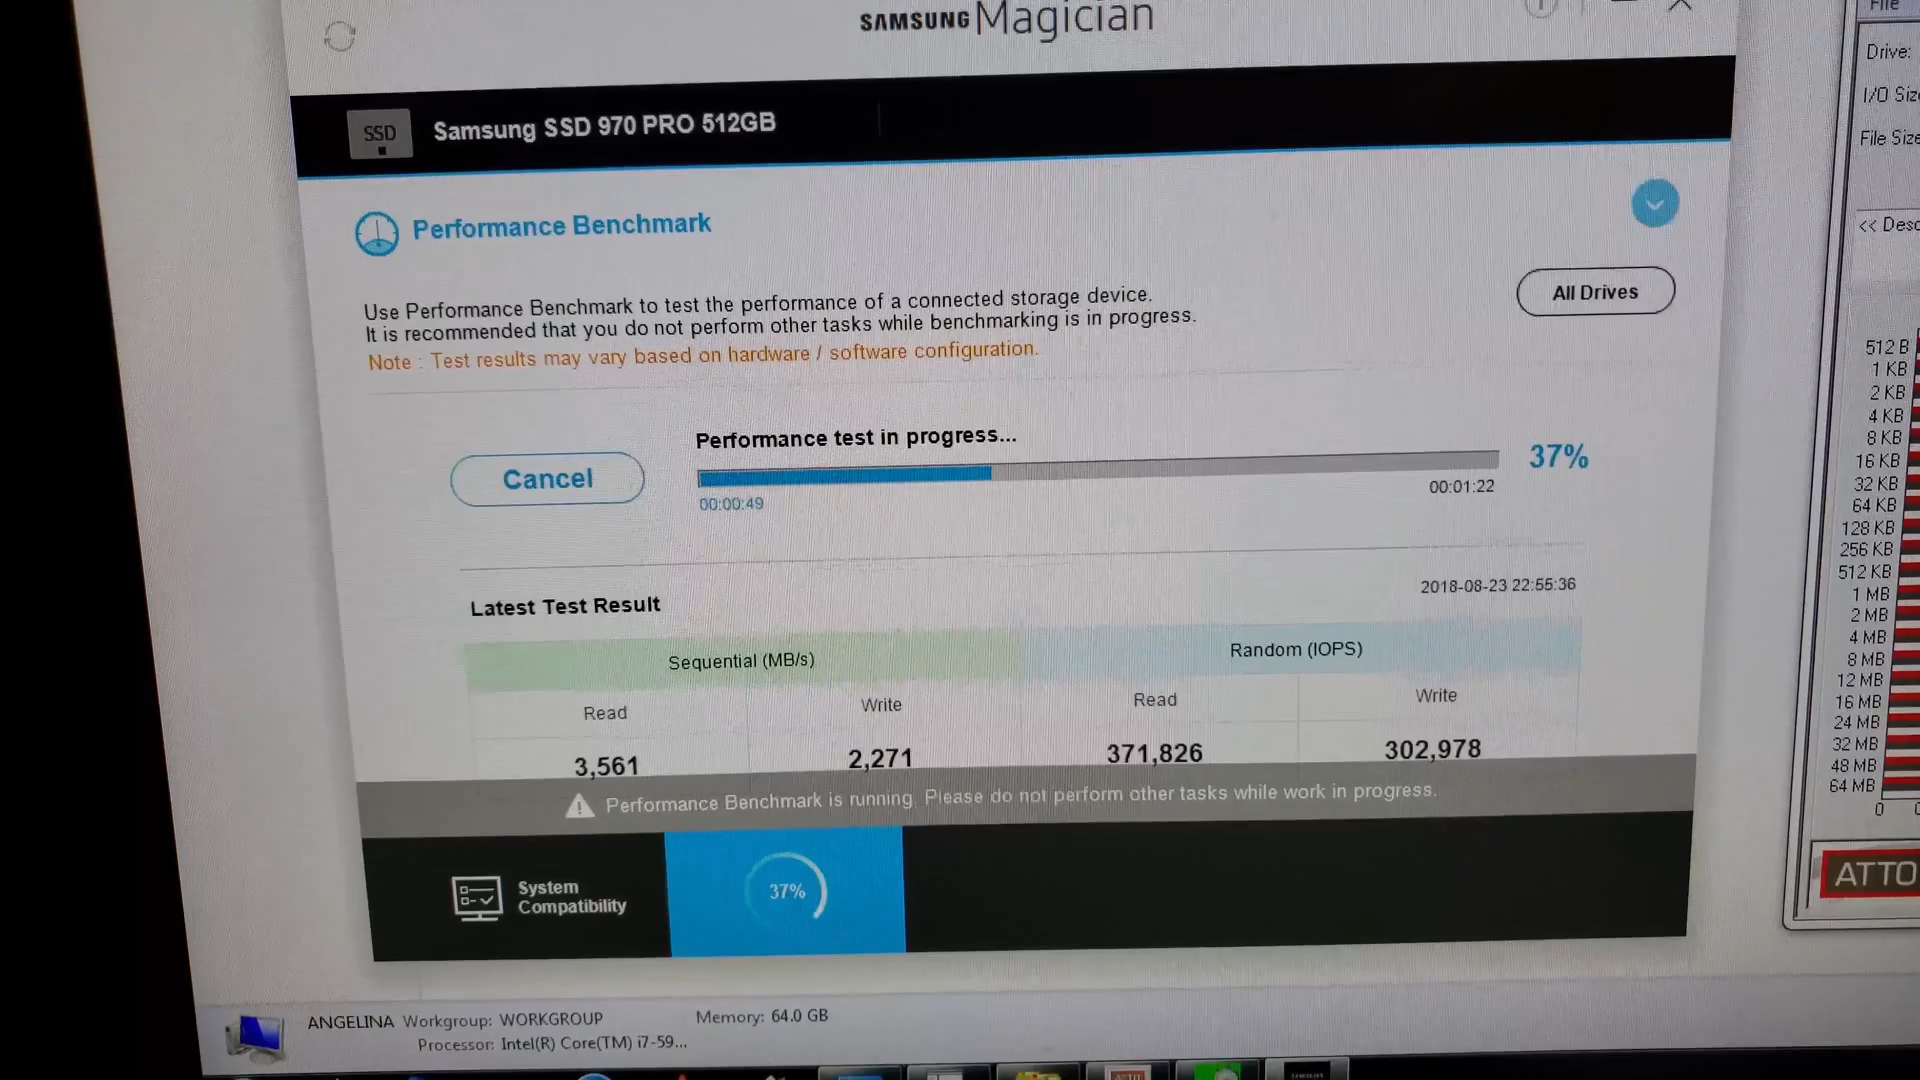 SAMSUNG Magician
SSD
Samsung SSD 970 PRO 512GB
Performance Benchmark
Use Performance Benchmark to test the performance of a connected storage device.
It is recommended that you do not perform other tasks while benchmarking is in progress.
Note : Test results may vary based on hardware / software configuration.
All Drives
Cancel
Performance test in progress...
37%
00:00:49
00:01:22
Latest Test Result
2018-08-23 22:55:36
Sequential (MB/s)
Random (IOPS)
Read
Write
Read
Write
3,561
2,271
371,826
302,978
Performance Benchmark is running. Please do not perform other tasks while work in progress.
System
Compatibility
37%
ANGELINA Workgroup: WORKGROUP
Memory: 64.0 GB
Processor: Intel(R) Core(TM) i7-59...
File
Drive:
I/O
File
<<
512 B
1 KB
2 KB
4 KB
8 KB
16 KB
32 KB
64 KB
128 KB
256 KB
512 KB
1 MB
2 MB
4 MB
8 MB
12 MB
16 MB
24 MB
32 MB
48 MB
64 MB
0
ATTO